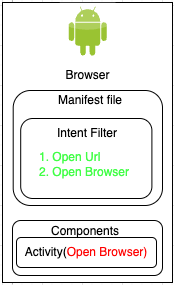 Browser
Manifest file
Intent Filter
1. Open Url
2. Open Browser
Components
Activity(Open Browser)